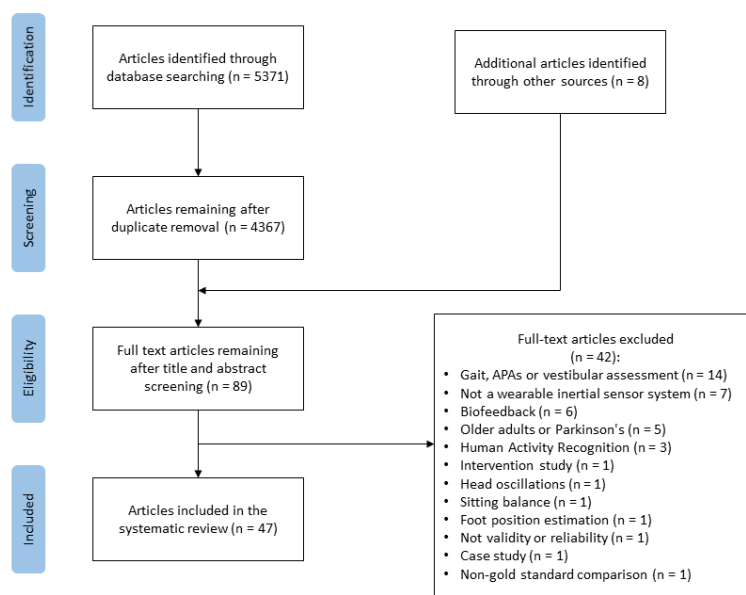 Identification
Articles identified through
database searching (n = 5371)
Additional articles identified
through other sources (n = 8)
Screening
Articles remaining after
duplicate removal (n = 4367)
Eligibility
Full text articles remaining
after title and abstract
screening (n = 89)
Full-text articles excluded
(n = 42):
• Gait, APAs or vestibular assessment (n = 14)
• Not a wearable inertial sensor system (n = 7)
• Biofeedback (n = 6)
• Older adults or Parkinson's (n = 5)
• Human Activity Recognition (n = 3)
• Intervention study (n = 1)
• Head oscillations (n = 1)
• Sitting balance (n = 1)
• Foot position estimation (n = 1)
• Not validity or reliability (n = 1)
• Case study (n = 1)
• Non-gold standard comparison (n = 1)
Included
Articles included in the
systematic review (n = 47)